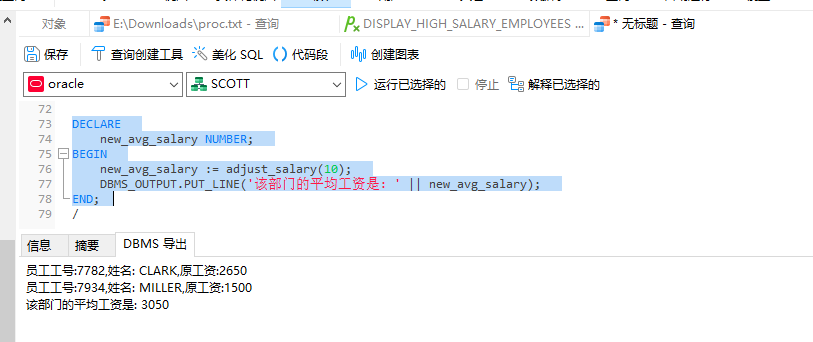 对象
E:\Downloads\proc.txt - 查询
DISPLAY_HIGH_SALARY_EMPLOYEES ...
* 无标题 - 查询
保存
查询创建工具
美化 SQL
代码段
创建图表
oracle
SCOTT
运行已选择的
停止
解释已选择的
72
73 DECLARE
74 new_avg_salary NUMBER;
75 BEGIN
76 new_avg_salary := adjust_salary(10);
77 DBMS_OUTPUT.PUT_LINE('该部门的平均工资是: ' || new_avg_salary);
78 END;
79 /
信息
摘要
DBMS 导出
员工工号:7782,姓名: CLARK,原工资:2650
员工工号:7934,姓名: MILLER,原工资:1500
该部门的平均工资是: 3050